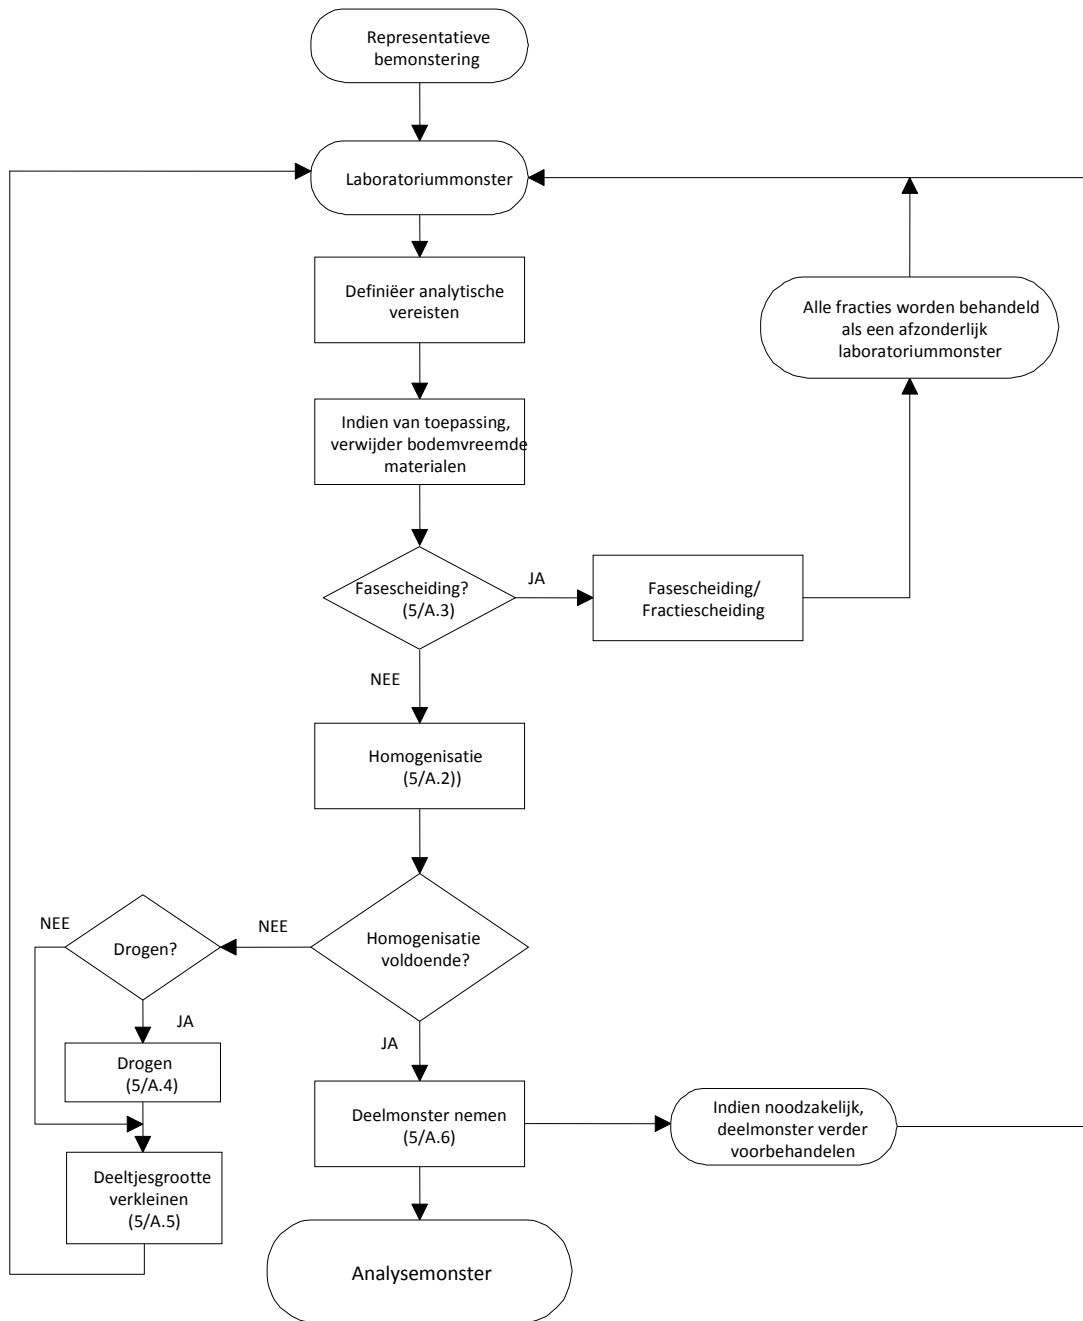 Representatieve
bemonstering
Laboratoriummonster
Definiëer analytische
vereisten
Alle fracties worden behandeld
als een afzonderlijk
laboratoriummonster
Indien van toepassing,
verwijder bodemvreemde
materialen
Fasescheiding?
(5/A.3)
JA
Fasescheiding/
Fractiescheiding
NEE
Homogenisatie
(5/A.2))
Homogenisatie
voldoende?
NEE
Drogen?
NEE
JA
Drogen
(5/A.4)
Deeltjesgrootte
verkleinen
(5/A.5)
JA
Deelmonster nemen
(5/A.6)
Indien noodzakelijk,
deelmonster verder
voorbehandelen
Analysemonster